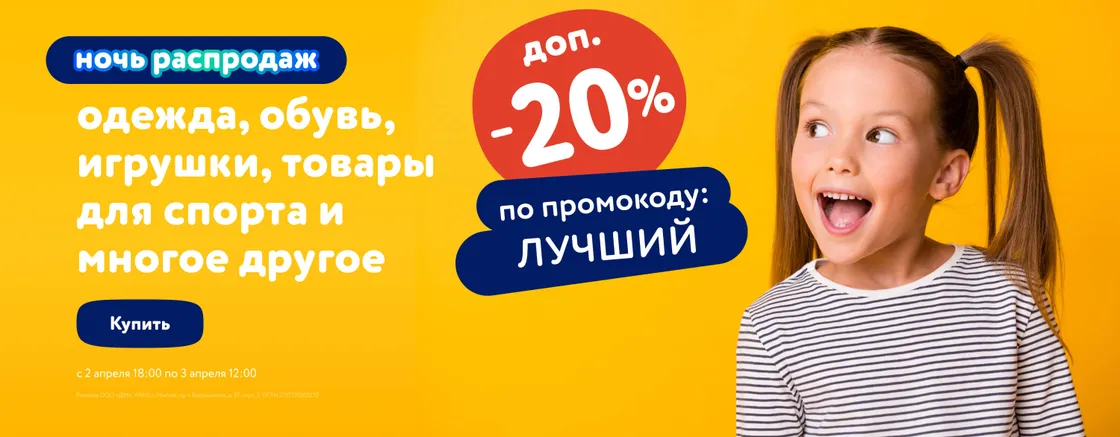 ночь распродаж
одежда, обувь,
игрушки, товары
для спорта и
многое другое
Купить
с 2 апреля 18:00 по 3 апреля 12:00
доп.
-20%
по промокоду:
ЛУЧШИЙ